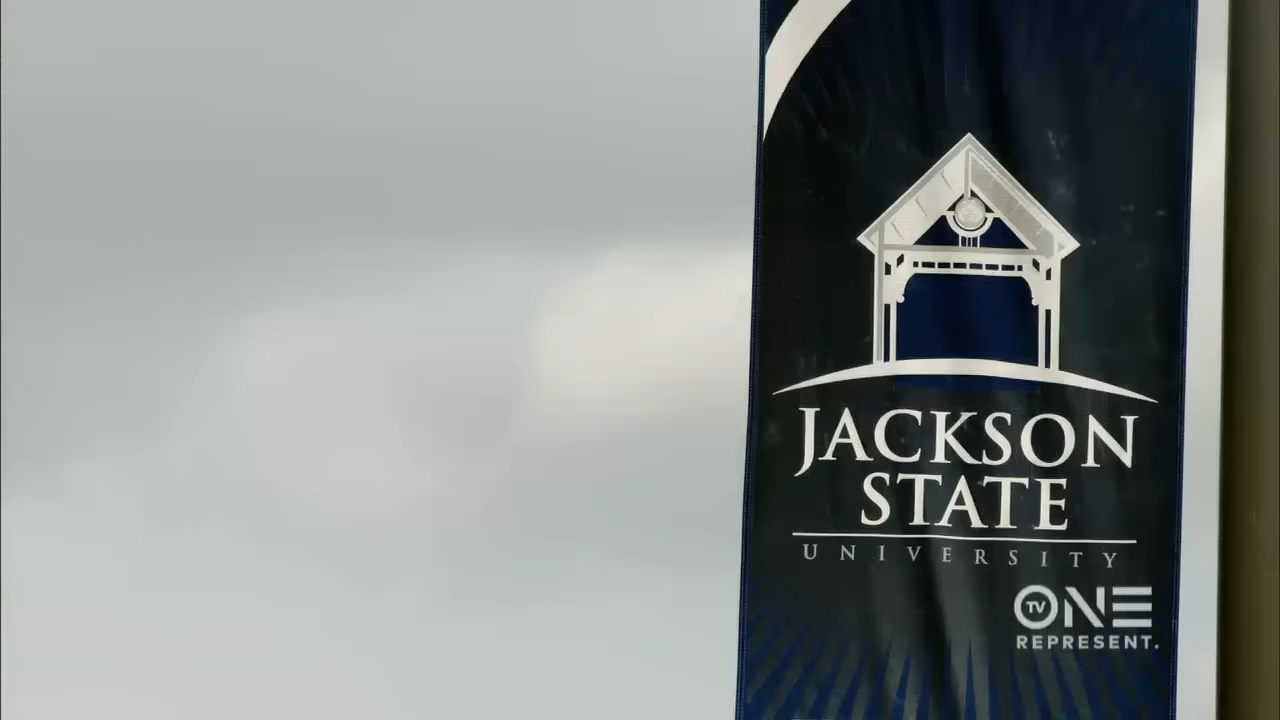 JACKSON
STATE
UNIVERSITY
TV ONE
REPRESENT.